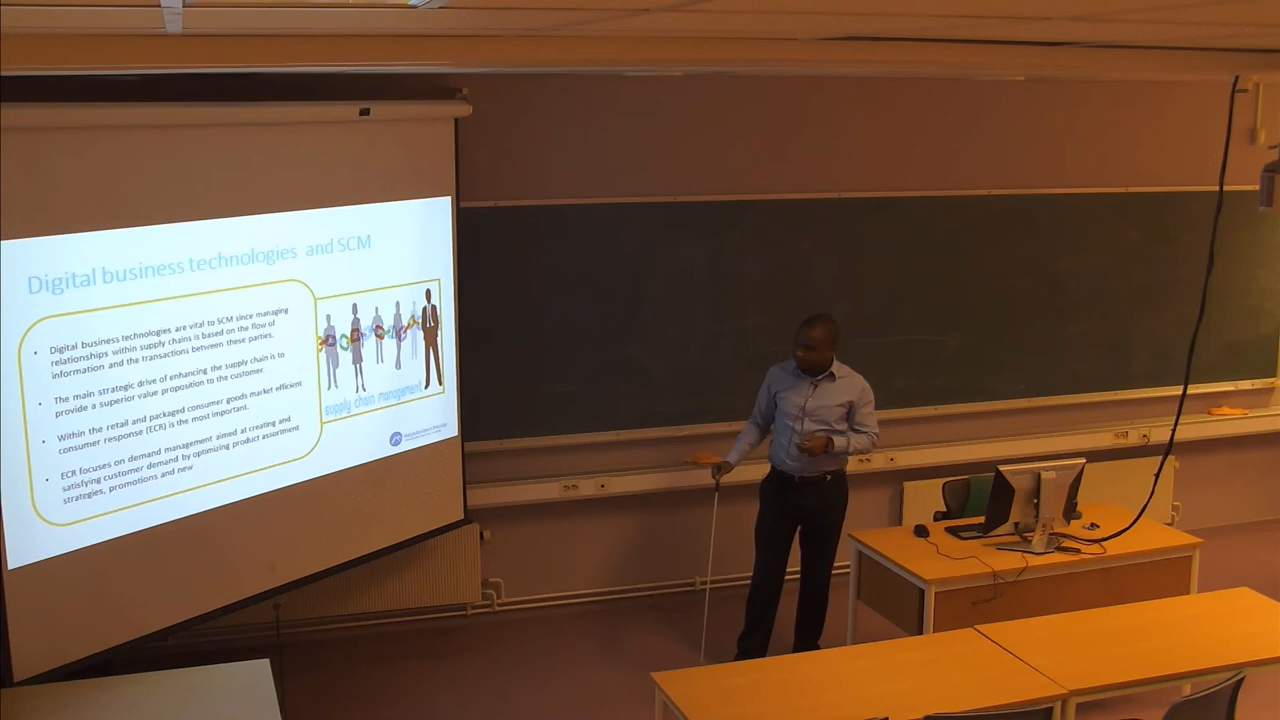 Digital business technologies and SCM
• Digital business technologies are vital to SCM since managing
relationships within supply chains is based on the flow of
information and the transactions between these parties.
• The main strategic drive of enhancing the supply chain is to
provide a superior value proposition to the customer.
• Within the retail and packaged consumer goods market efficient
consumer response (ECR) is the most important.
• ECR focuses on demand management aimed at creating and
satisfying customer demand by optimizing product assortment
strategies, promotions and new
supply chain management